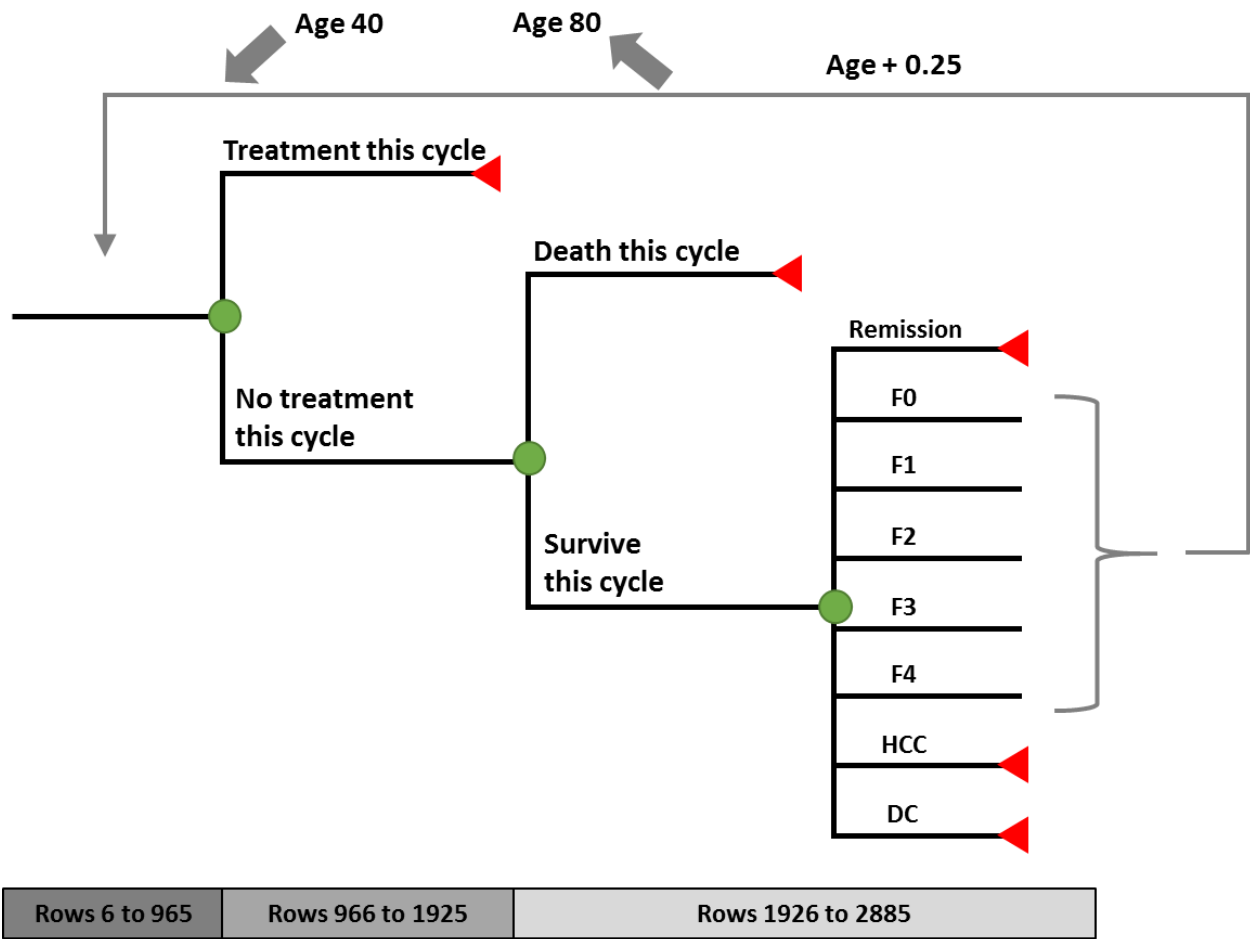 Age 40
Age 80
Age + 0.25
Treatment this cycle
Death this cycle
Remission
F0
No treatment
this cycle
F1
F2
Survive
this cycle
F3
F4
HCC
DC
Rows 6 to 965
Rows 966 to 1925
Rows 1926 to 2885